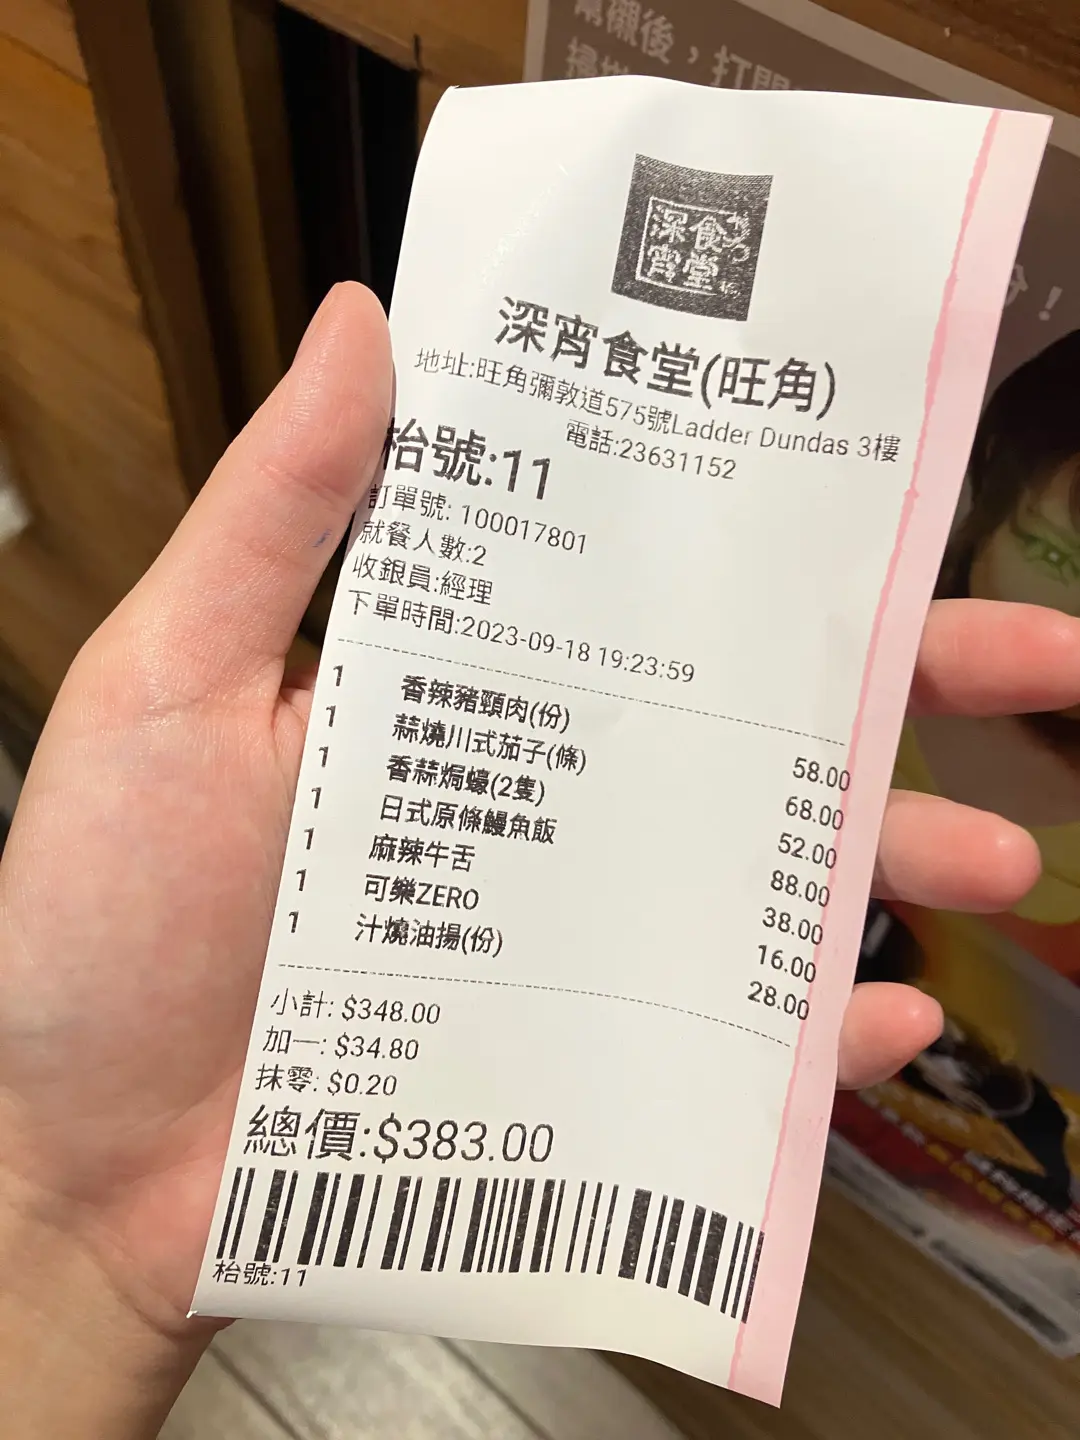 幫襯後，打開
深食
宵堂
深宵食堂(旺角)
地址:旺角彌敦道575號Ladder Dundas 3樓
電話:23631152
枱號:11
訂單號: 100017801
就餐人數:2
收銀員:經理
下單時間:2023-09-18 19:23:59
1 香辣豬頸肉(份) 58.00
1 蒜燒川式茄子(條) 68.00
1 香蒜焗蠔(2隻) 52.00
1 日式原條鰻魚飯 88.00
1 麻辣牛舌 38.00
1 可樂ZERO 16.00
1 汁燒油揚(份) 28.00
小計: $348.00
加一: $34.80
抹零: $0.20
總價:$383.00
枱號:11